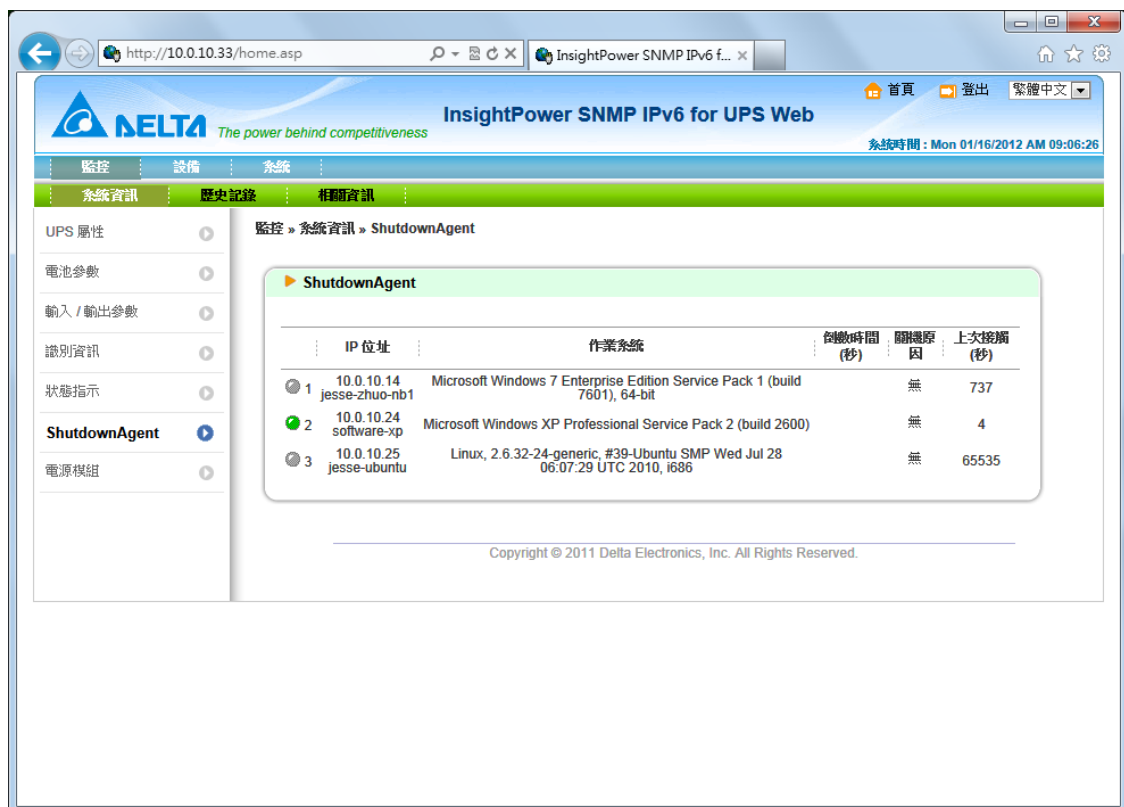 http://10.0.10.33/home.asp
InsightPower SNMP IPv6 f...
DELTA The power behind competitiveness
InsightPower SNMP IPv6 for UPS Web
首頁 登出 繁體中文
系統時間 : Mon 01/16/2012 AM 09:06:26
監控 設備 系統
系統資訊 歷史記錄 相關資訊
UPS 屬性
電池參數
輸入 / 輸出參數
識別資訊
狀態指示
ShutdownAgent
電源模組
監控 » 系統資訊 » ShutdownAgent
ShutdownAgent
IP 位址 作業系統 倒數時間 (秒) 關機原因 上次接觸 (秒)
1 10.0.10.14 jesse-zhuo-nb1 Microsoft Windows 7 Enterprise Edition Service Pack 1 (build 7601), 64-bit 無 737
2 10.0.10.24 software-xp Microsoft Windows XP Professional Service Pack 2 (build 2600) 無 4
3 10.0.10.25 jesse-ubuntu Linux, 2.6.32-24-generic, #39-Ubuntu SMP Wed Jul 28 06:07:29 UTC 2010, i686 無 65535
Copyright © 2011 Delta Electronics, Inc. All Rights Reserved.